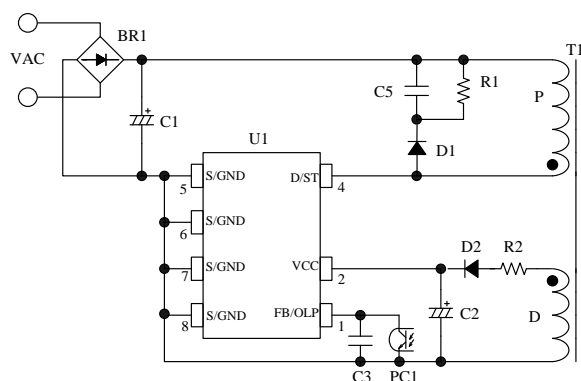 BR1
T1
VAC
C1
C5
R1
P
U1
D1
S/GND
D/ST
5
4
S/GND
6
D2
R2
S/GND
VCC
7
2
S/GND
FB/OLP
C2
D
8
1
C3
PC1